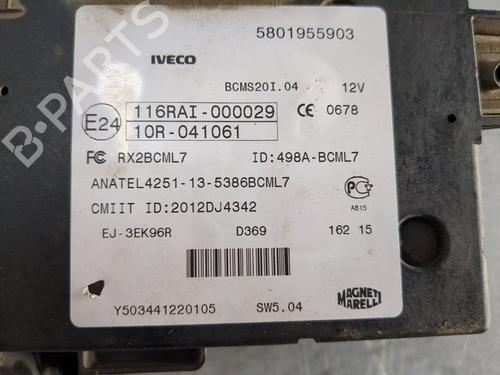 5801955903
IVECO
BCMS20I.04 12V
E24 116RAI-000029 CE 0678
10R-041061
FC RX2BCML7 ID:498A-BCML7
ANATEL4251-13-5386BCML7
CMIIT ID:2012DJ4342 AB15
EJ-3EK96R D369 162 15
Y503441220105 SW5.04 MAGNETI MARELLI
B-PARTS